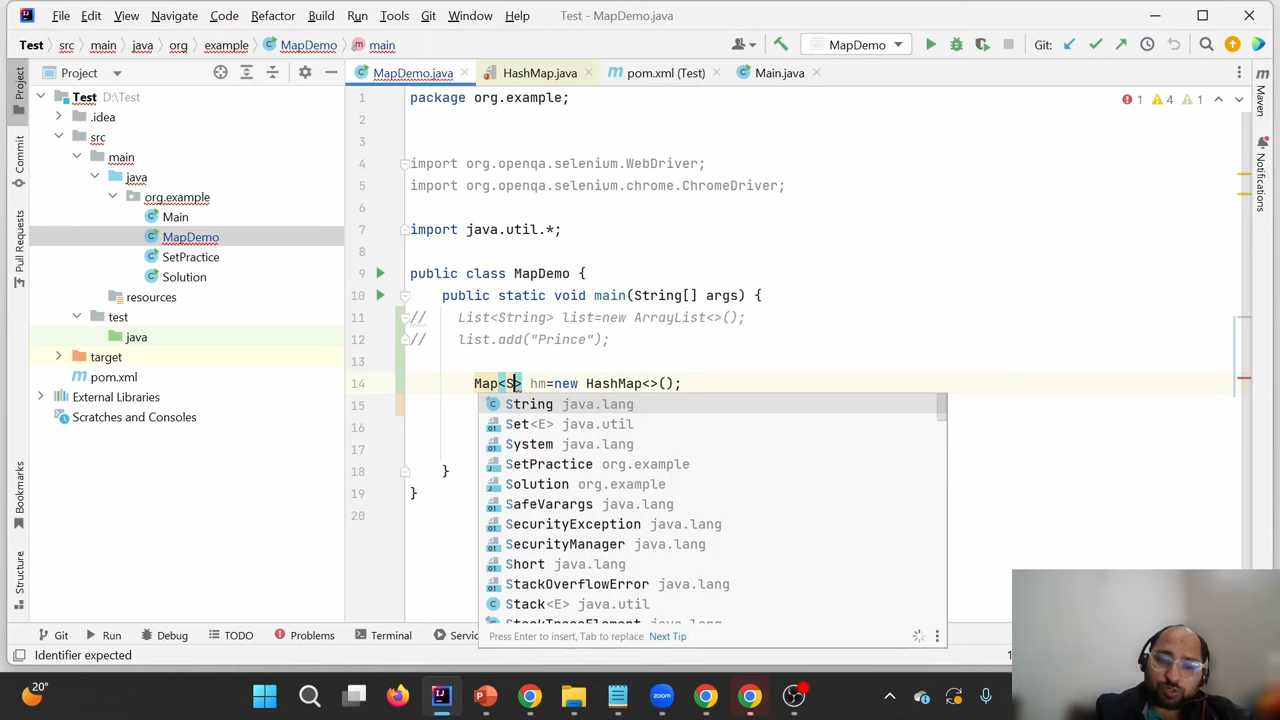 File Edit View Navigate Code Refactor Build Run Tools Git Window Help Test - MapDemo.java
Test src main java org example MapDemo main MapDemo Git:
Project MapDemo.java HashMap.java pom.xml (Test) Main.java
Project
Commit
Pull Requests
Bookmarks
Structure
Maven
Notifications
Test D:\Test
.idea
src
main
java
org.example
Main
MapDemo
SetPractice
Solution
resources
test
java
target
pom.xml
External Libraries
Scratches and Consoles
1 4 1
1 package org.example;
2
3
4 import org.openqa.selenium.WebDriver;
5 import org.openqa.selenium.chrome.ChromeDriver;
6
7 import java.util.*;
8
9 public class MapDemo {
10 public static void main(String[] args) {
11 // List<String> list=new ArrayList<>();
12 // list.add("Prince");
13
14 Map<S> hm=new HashMap<>();
15
16
17
18 }
19 }
20
String java.lang
Set<E> java.util
System java.lang
SetPractice org.example
Solution org.example
SafeVarargs java.lang
SecurityException java.lang
SecurityManager java.lang
Short java.lang
StackOverflowError java.lang
Stack<E> java.util
StackTraceElement java.lang
Press Enter to insert, Tab to replace Next Tip
Git Run Debug TODO Problems Terminal Servic
Identifier expected
20°
zoom